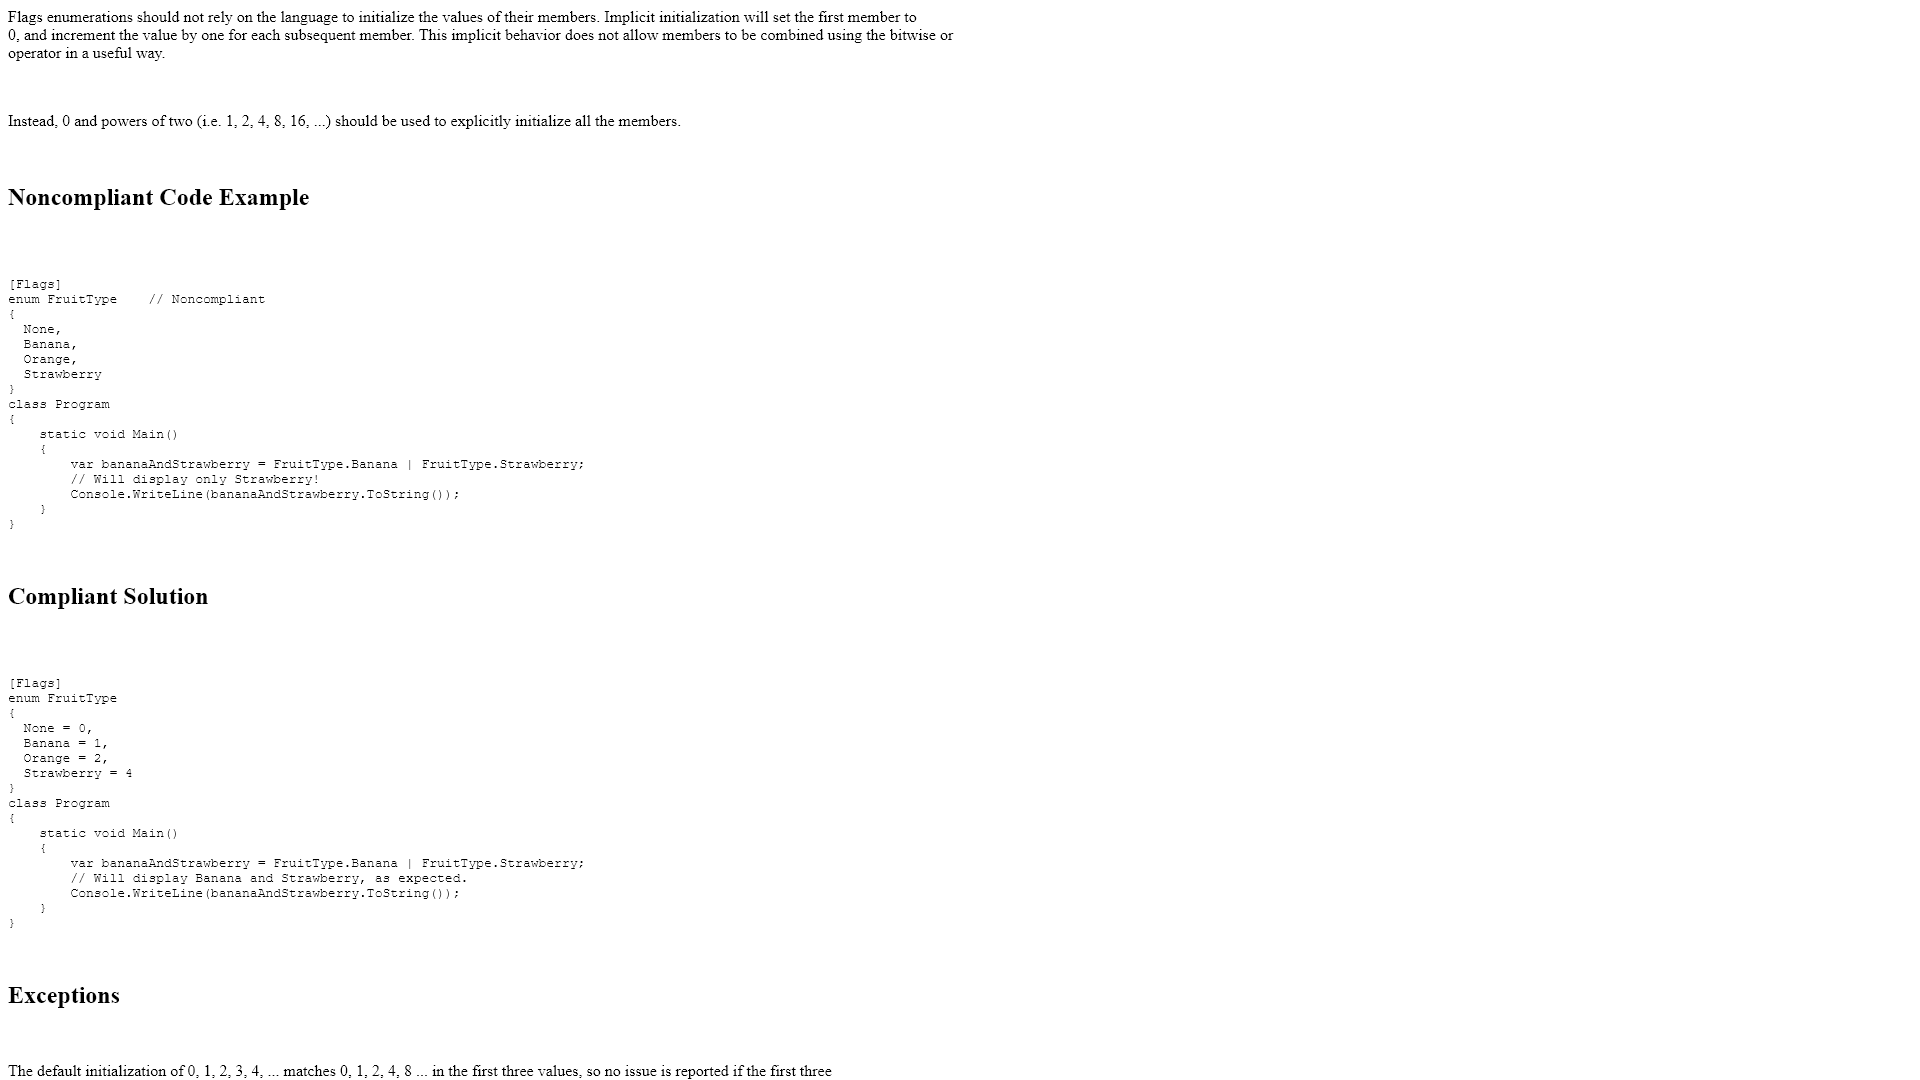 Flags enumerations should not rely on the language to initialize the values of their members. Implicit initialization will set the first member to
0, and increment the value by one for each subsequent member. This implicit behavior does not allow members to be combined using the bitwise or
operator in a useful way.
Instead, 0 and powers of two (i.e. 1, 2, 4, 8, 16, ...) should be used to explicitly initialize all the members.
Noncompliant Code Example
[Flags]
enum FruitType    // Noncompliant
{
  None,
  Banana,
  Orange,
  Strawberry
}
class Program
{
    static void Main()
    {
        var bananaAndStrawberry = FruitType.Banana | FruitType.Strawberry;
        // Will display only Strawberry!
        Console.WriteLine(bananaAndStrawberry.ToString());
    }
}
Compliant Solution
[Flags]
enum FruitType
{
  None = 0,
  Banana = 1,
  Orange = 2,
  Strawberry = 4
}
class Program
{
    static void Main()
    {
        var bananaAndStrawberry = FruitType.Banana | FruitType.Strawberry;
        // Will display Banana and Strawberry, as expected.
        Console.WriteLine(bananaAndStrawberry.ToString());
    }
}
Exceptions
The default initialization of 0, 1, 2, 3, 4, ... matches 0, 1, 2, 4, 8 ... in the first three values, so no issue is reported if the first three